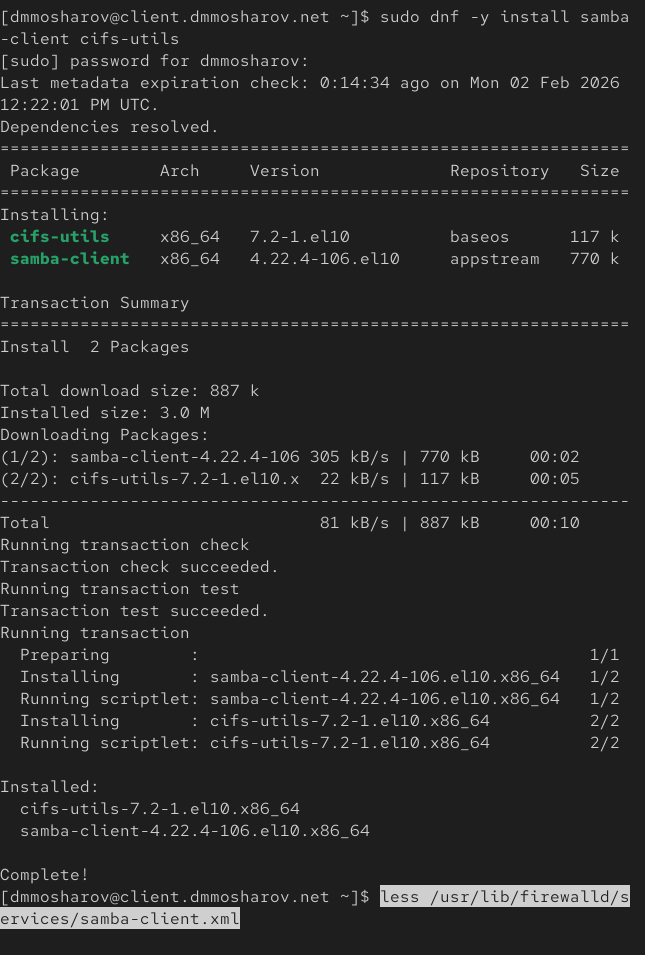 [dmmosharov@client.dmmosharov.net ~]$ sudo dnf -y install samba
-client cifs-utils
[sudo] password for dmmosharov:
Last metadata expiration check: 0:14:34 ago on Mon 02 Feb 2026
12:22:01 PM UTC.
Dependencies resolved.
===============================================================
 Package        Arch     Version             Repository   Size
===============================================================
Installing:
 cifs-utils     x86_64   7.2-1.el10          baseos      117 k
 samba-client   x86_64   4.22.4-106.el10     appstream   770 k

Transaction Summary
===============================================================
Install  2 Packages

Total download size: 887 k
Installed size: 3.0 M
Downloading Packages:
(1/2): samba-client-4.22.4-106 305 kB/s | 770 kB     00:02
(2/2): cifs-utils-7.2-1.el10.x  22 kB/s | 117 kB     00:05
---------------------------------------------------------------
Total                           81 kB/s | 887 kB     00:10
Running transaction check
Transaction check succeeded.
Running transaction test
Transaction test succeeded.
Running transaction
  Preparing        :                                       1/1
  Installing       : samba-client-4.22.4-106.el10.x86_64   1/2
  Running scriptlet: samba-client-4.22.4-106.el10.x86_64   1/2
  Installing       : cifs-utils-7.2-1.el10.x86_64          2/2
  Running scriptlet: cifs-utils-7.2-1.el10.x86_64          2/2

Installed:
  cifs-utils-7.2-1.el10.x86_64
  samba-client-4.22.4-106.el10.x86_64

Complete!
[dmmosharov@client.dmmosharov.net ~]$ less /usr/lib/firewalld/s
ervices/samba-client.xml